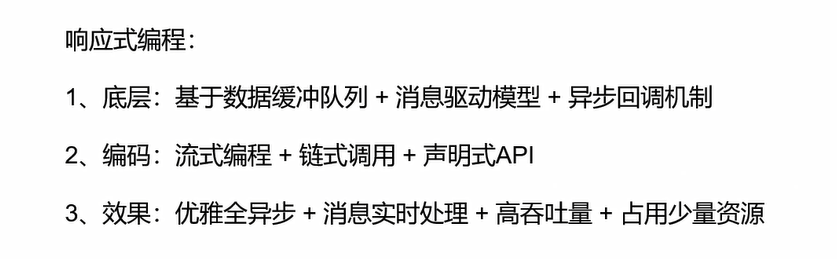 响应式编程：
1、底层：基于数据缓冲队列 + 消息驱动模型 + 异步回调机制
2、编码：流式编程 + 链式调用 + 声明式API
3、效果：优雅全异步 + 消息实时处理 + 高吞吐量 + 占用少量资源